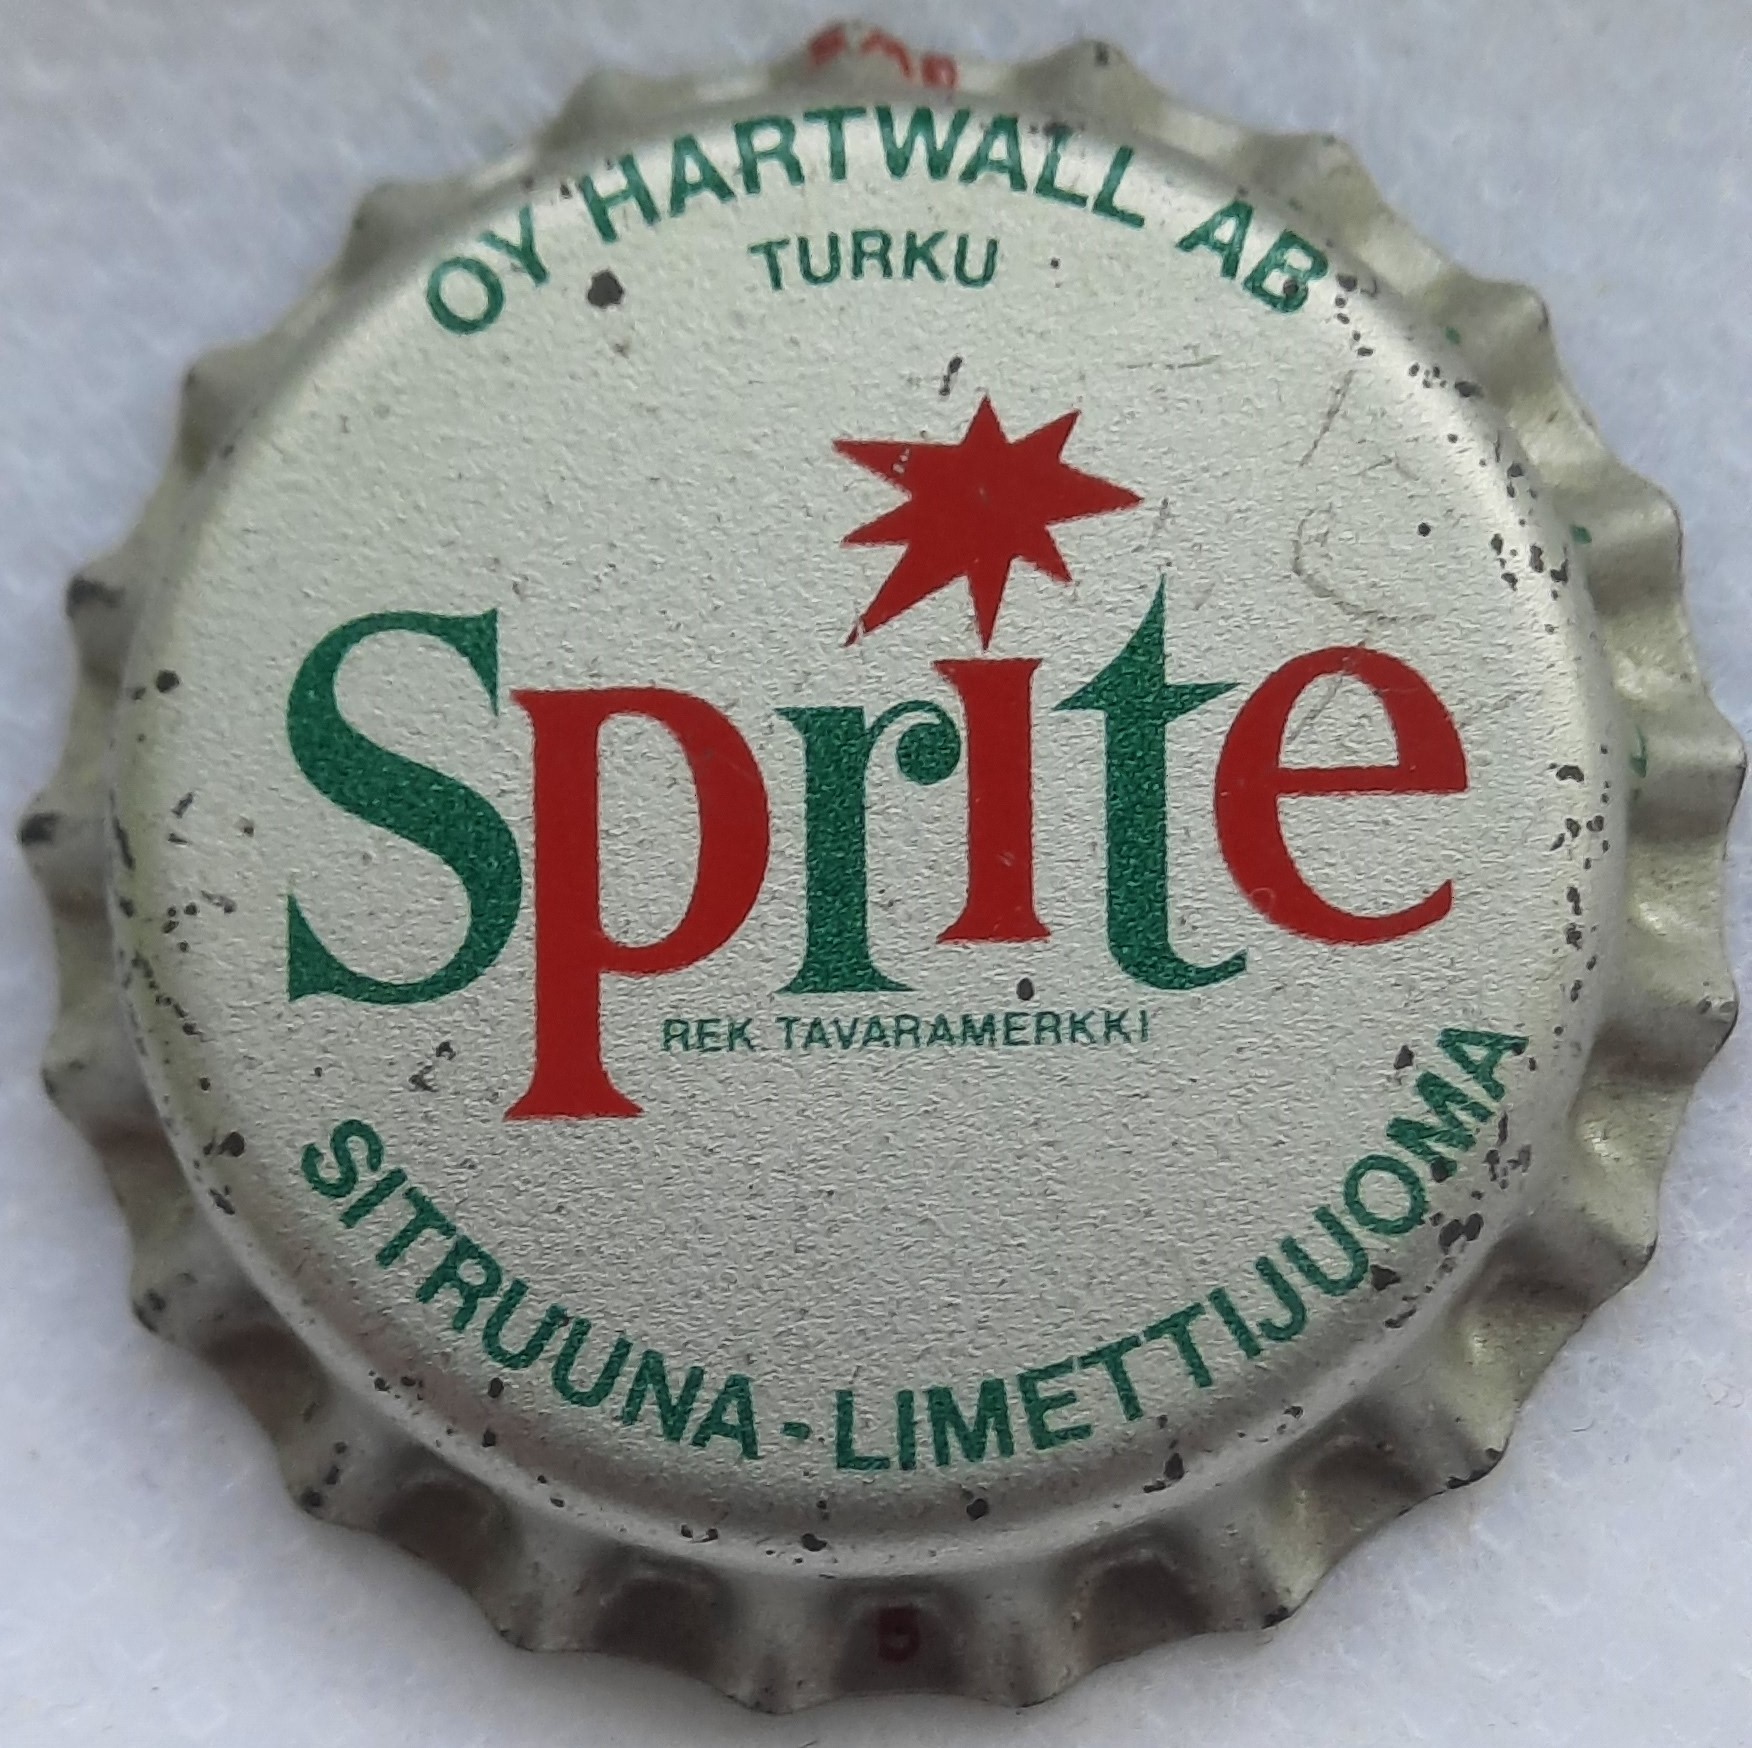 OY HARTWALL AB
TURKU
Sprite
REK TAVARAMERKKI
SITRUUNA-LIMETTIJUOMA